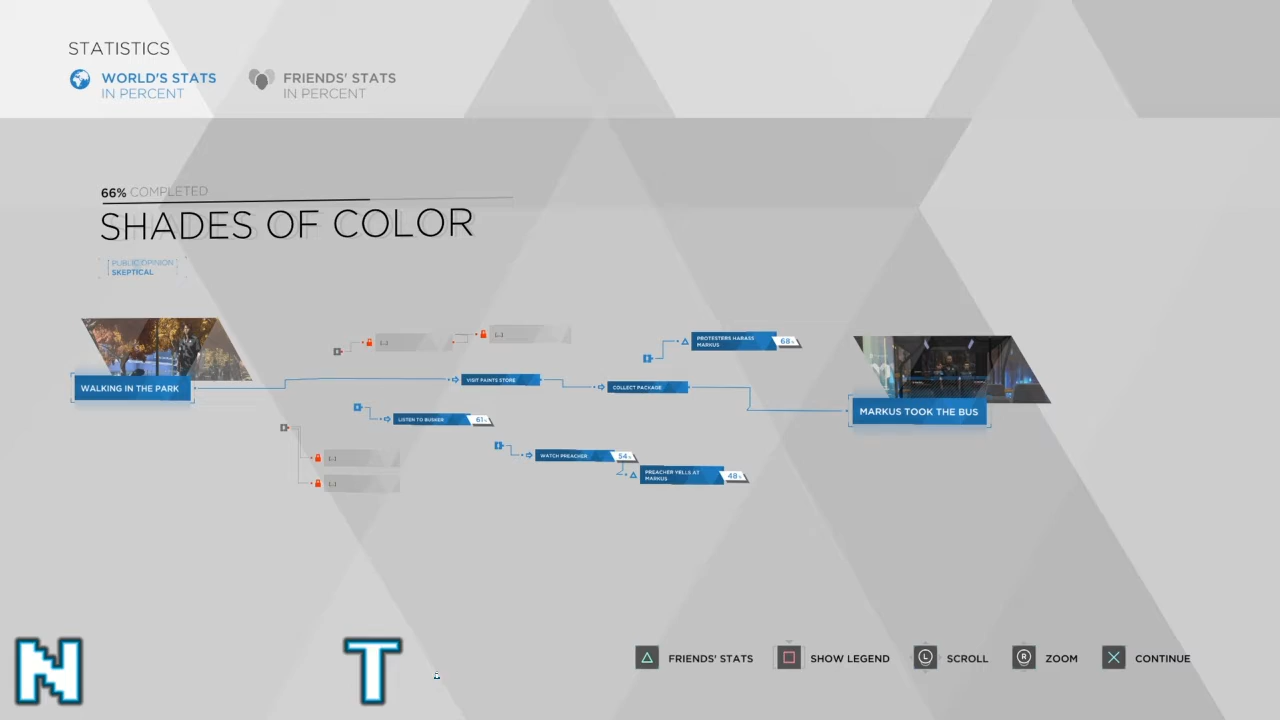 STATISTICS
WORLD'S STATS
IN PERCENT
FRIENDS' STATS
IN PERCENT
66% COMPLETED
SHADES OF COLOR
PUBLIC OPINION
SKEPTICAL
WALKING IN THE PARK
[...]
[...]
VISIT PAINTS STORE
COLLECT PACKAGE
PROTESTERS HARASS
MARKUS
68%
MARKUS TOOK THE BUS
LISTEN TO BUSKER
61%
WATCH PREACHER
54%
PREACHER YELLS AT
MARKUS
48%
[...]
[...]
N
T
FRIENDS' STATS
SHOW LEGEND
L
SCROLL
R
ZOOM
CONTINUE